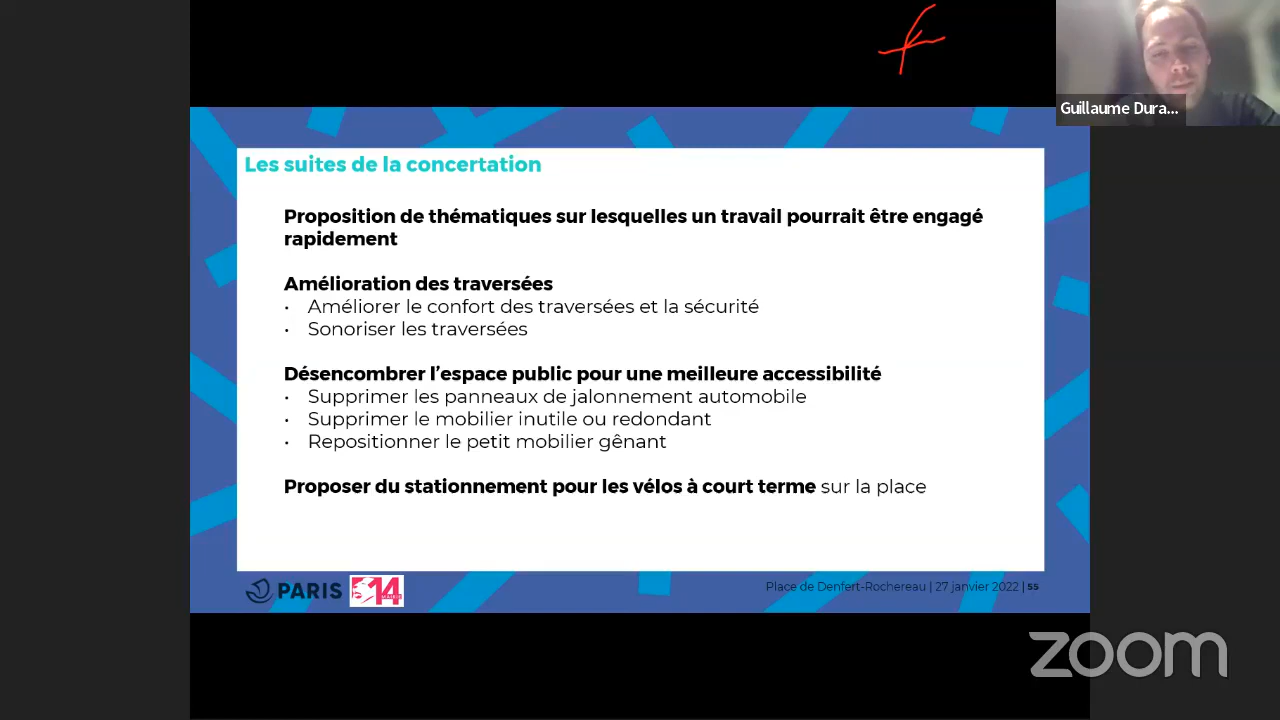 Guillaume Dura...
Les suites de la concertation
Proposition de thématiques sur lesquelles un travail pourrait être engagé
rapidement
Amélioration des traversées
• Améliorer le confort des traversées et la sécurité
• Sonoriser les traversées
Désencombrer l'espace public pour une meilleure accessibilité
• Supprimer les panneaux de jalonnement automobile
• Supprimer le mobilier inutile ou redondant
• Repositionner le petit mobilier gênant
Proposer du stationnement pour les vélos à court terme sur la place
PARIS
14
MAIRIE
Place de Denfert-Rochereau | 27 janvier 2022 | 55
zoom